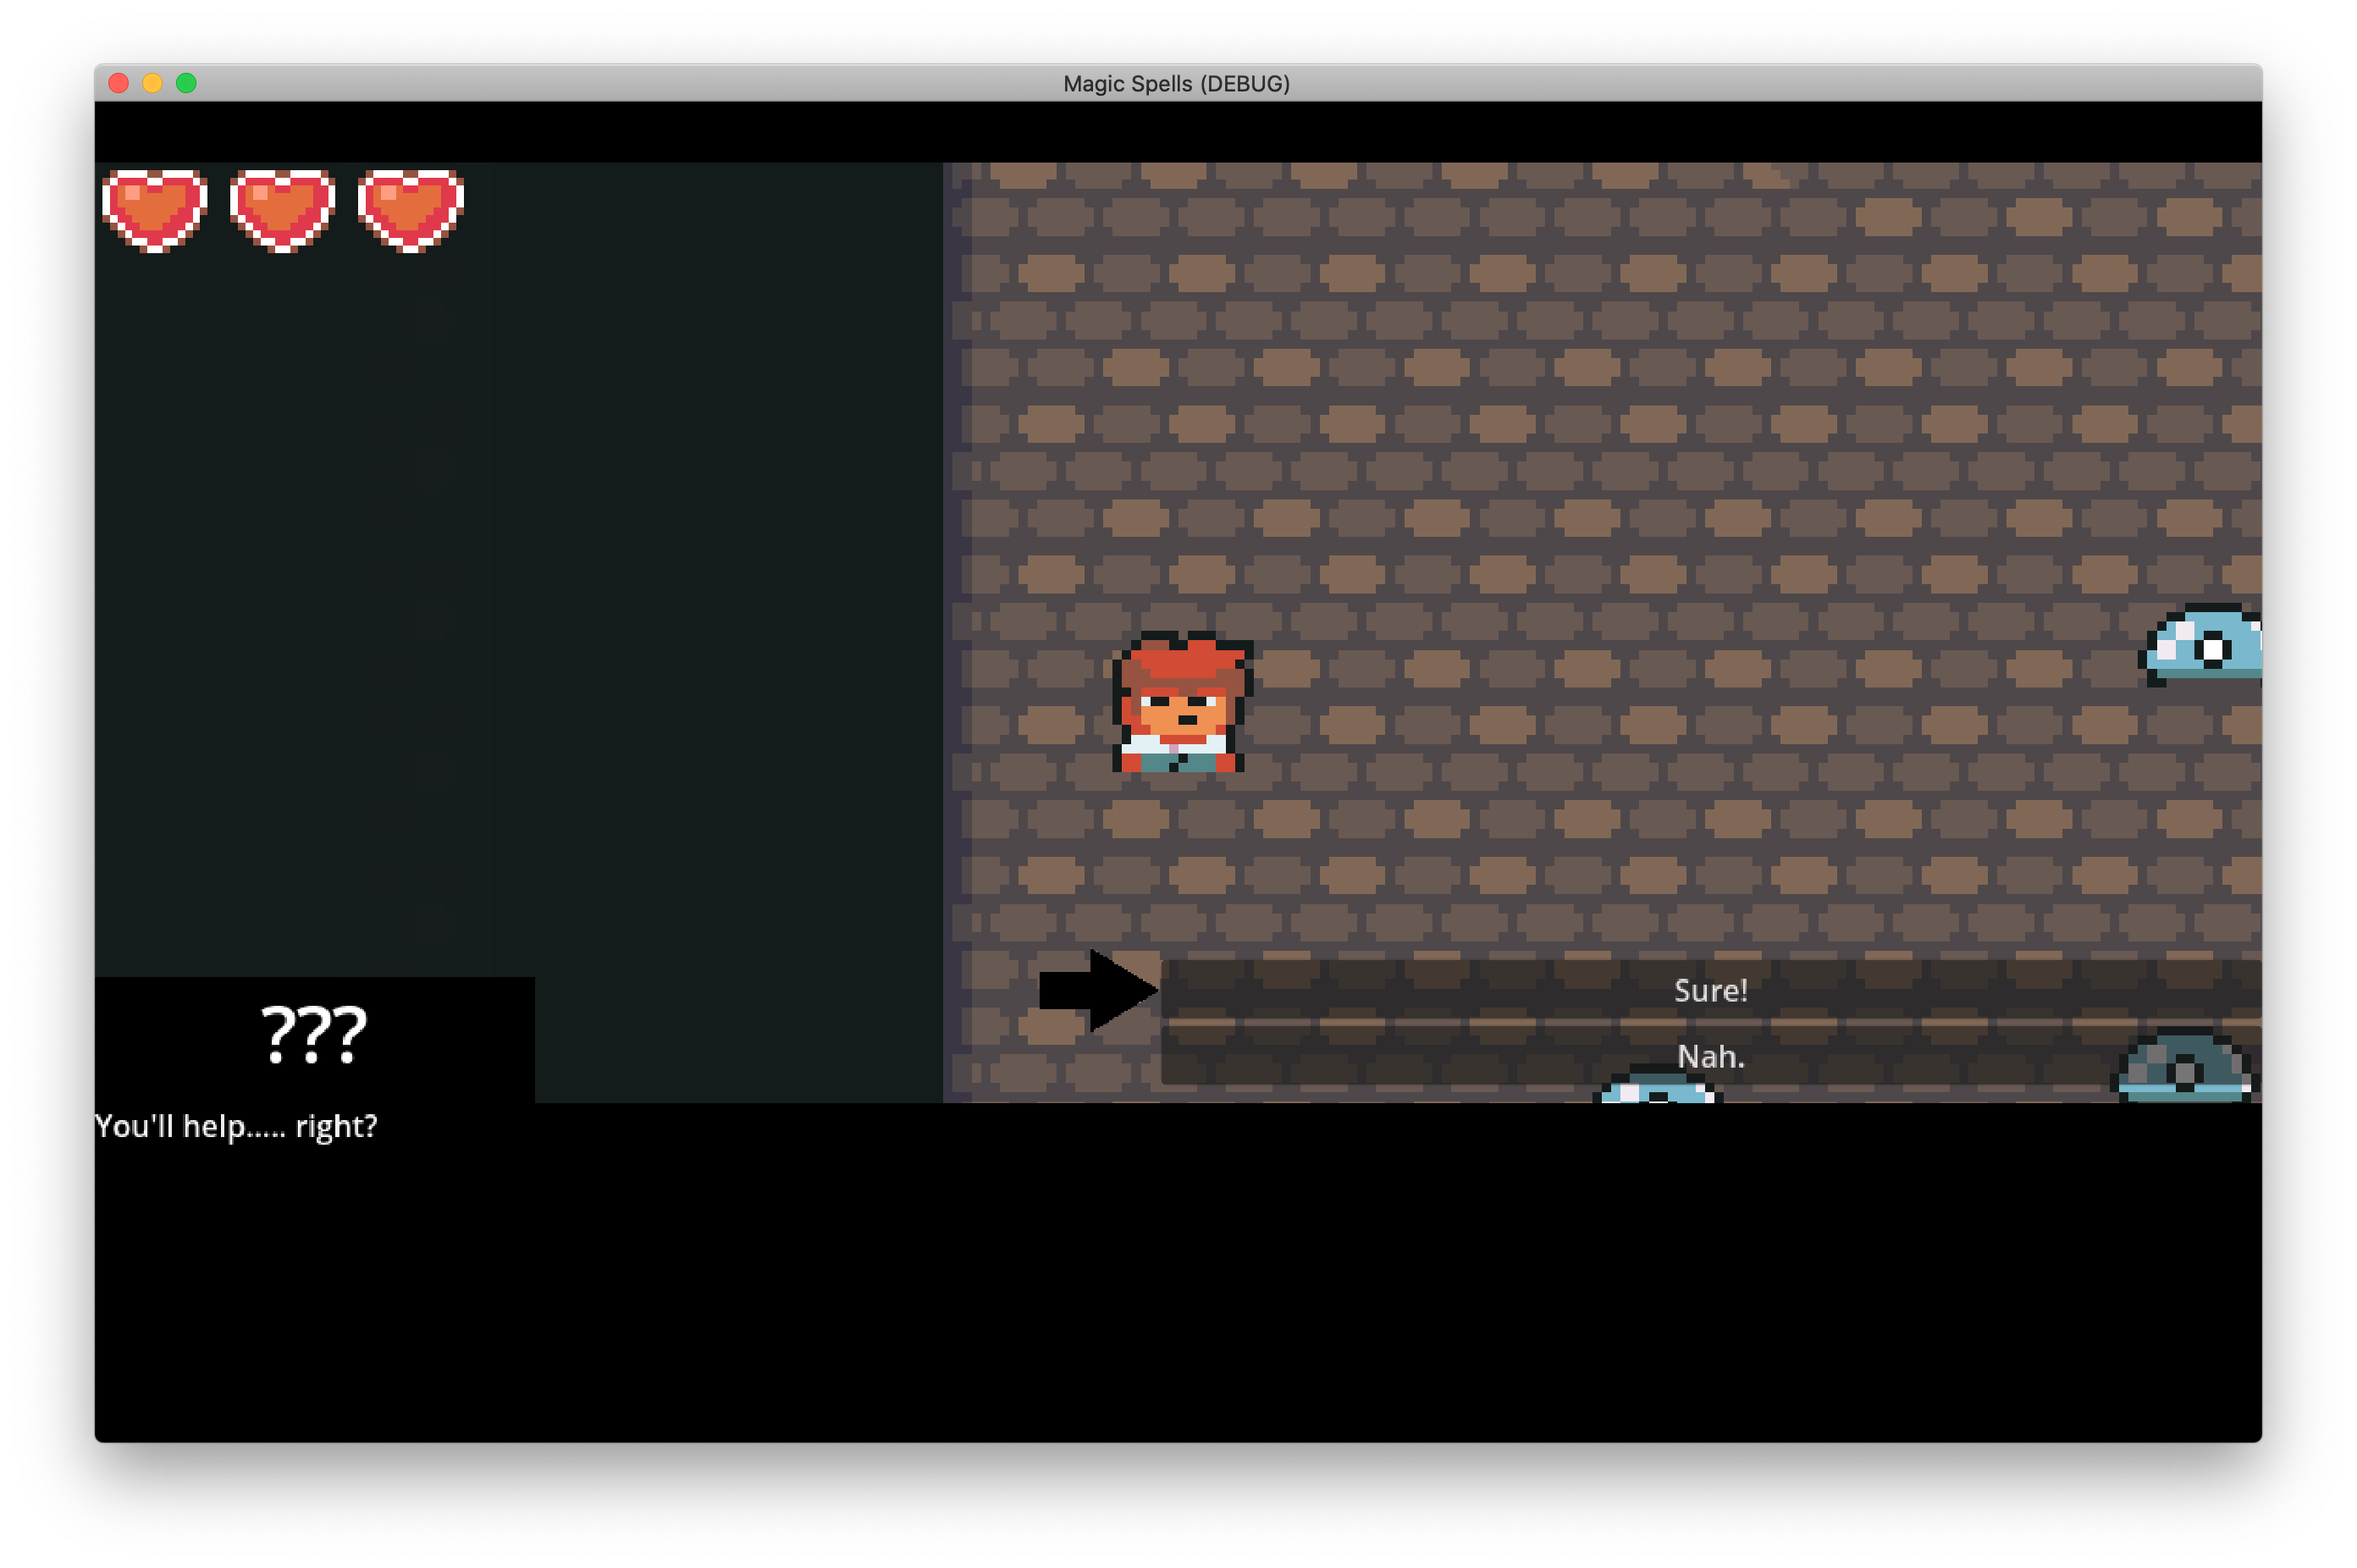 Magic Spells (DEBUG)
Sure!
Nah.
???
You'll help..... right?